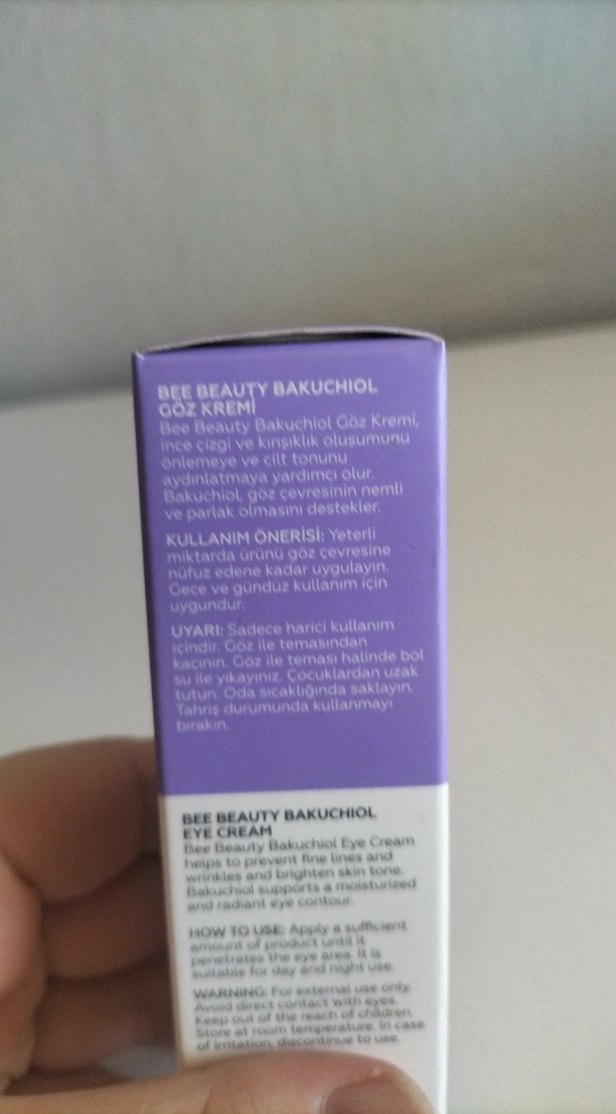 BEE BEAUTY BAKUCHIOL
GÖZ KREMİ
Bee Beauty Bakuchiol Göz Kremi,
ince çizgi ve kırışıklık oluşumunu
önlemeye ve cilt tonunu
aydınlatmaya yardımcı olur.
Bakuchiol, göz çevresinin nemli
ve parlak olmasını destekler.
KULLANIM ÖNERİSİ: Yeterli
miktarda ürünü göz çevresine
nüfuz edene kadar uygulayın.
Gece ve gündüz kullanım için
uygundur.
UYARI: Sadece harici kullanım
içindir. Göz ile temasından
kaçının. Göz ile teması halinde bol
su ile yıkayınız. Çocuklardan uzak
tutun. Oda sıcaklığında saklayın.
Tahriş durumunda kullanmayı
bırakın.
BEE BEAUTY BAKUCHIOL
EYE CREAM
Bee Beauty Bakuchiol Eye Cream
helps to prevent fine lines and
wrinkles and brighten skin tone.
Bakuchiol supports a moisturized
and radiant eye contour.
HOW TO USE: Apply a sufficient
amount of product until it
penetrates the eye area. It is
suitable for day and night use.
WARNING: For external use only.
Avoid direct contact with eyes.
Keep out of the reach of children.
Store at room temperature. In case
of irritation, discontinue to use.